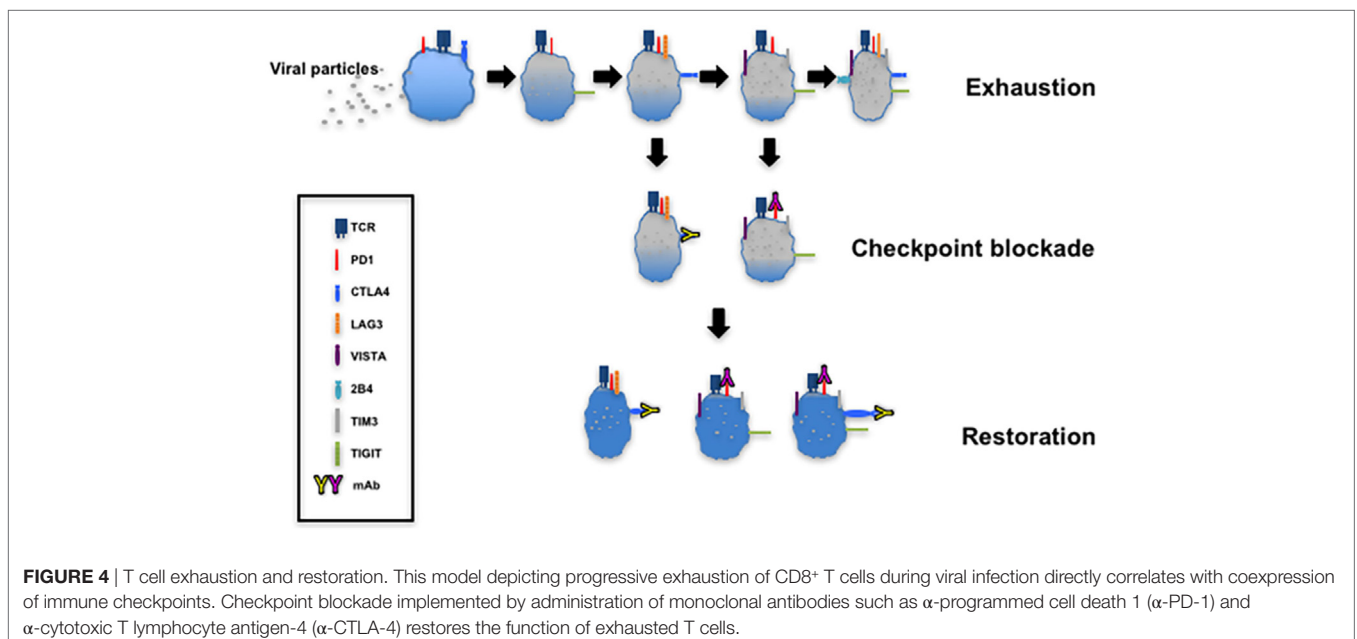 Viral particles
Exhaustion
TCR
PD1
CTLA4
LAG3
VISTA
2B4
TIM3
TIGIT
mAb
Checkpoint blockade
Restoration
FIGURE 4 | T cell exhaustion and restoration. This model depicting progressive exhaustion of CD8⁺ T cells during viral infection directly correlates with coexpression
of immune checkpoints. Checkpoint blockade implemented by administration of monoclonal antibodies such as α-programmed cell death 1 (α-PD-1) and
α-cytotoxic T lymphocyte antigen-4 (α-CTLA-4) restores the function of exhausted T cells.